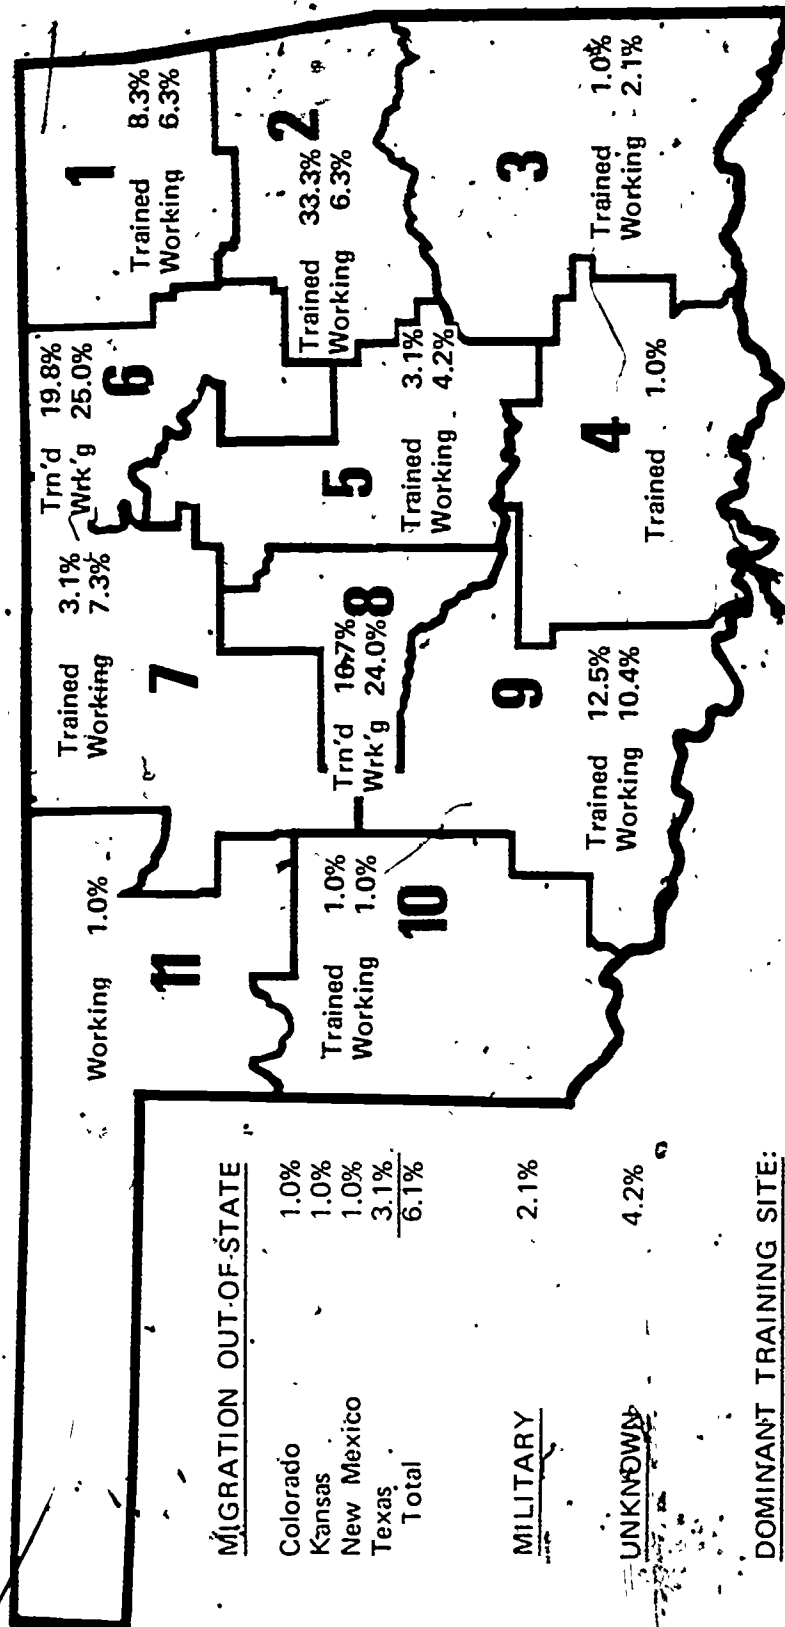 1
Trained 8.3%
Working 6.3%
2
Trained 33.3%
Working 6.3%
3
Trained 1.0%
Working 2.1%
6
Trn'd 19.8%
Wrk'g 25.0%
5
Trained 3.1%
Working 4.2%
4
Trained 1.0%
7
Trained 3.1%
Working 7.3%
8
Trn'd
Wrk'g 24.0%
9
Trained 12.5%
Working 10.4%
11
Working 1.0%
10
Trained 1.0%
Working 1.0%
MIGRATION OUT-OF-STATE
Colorado 1.0%
Kansas 1.0%
New Mexico 1.0%
Texas 3.1%
Total 6.1%
MILITARY 2.1%
UNKNOWN 4.2%
DOMINANT TRAINING SITE: